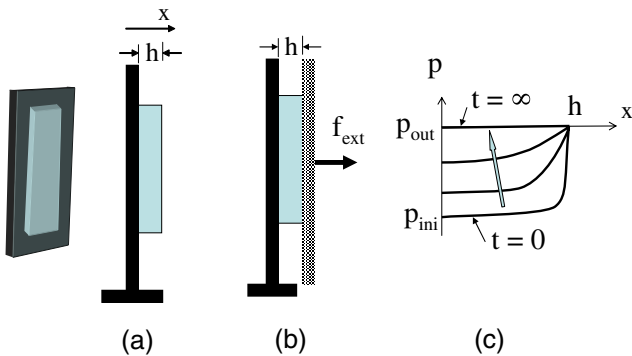 x
h
h
f_ext
p
t = ∞
h
x
p_out
p_ini
t = 0
(a)
(b)
(c)